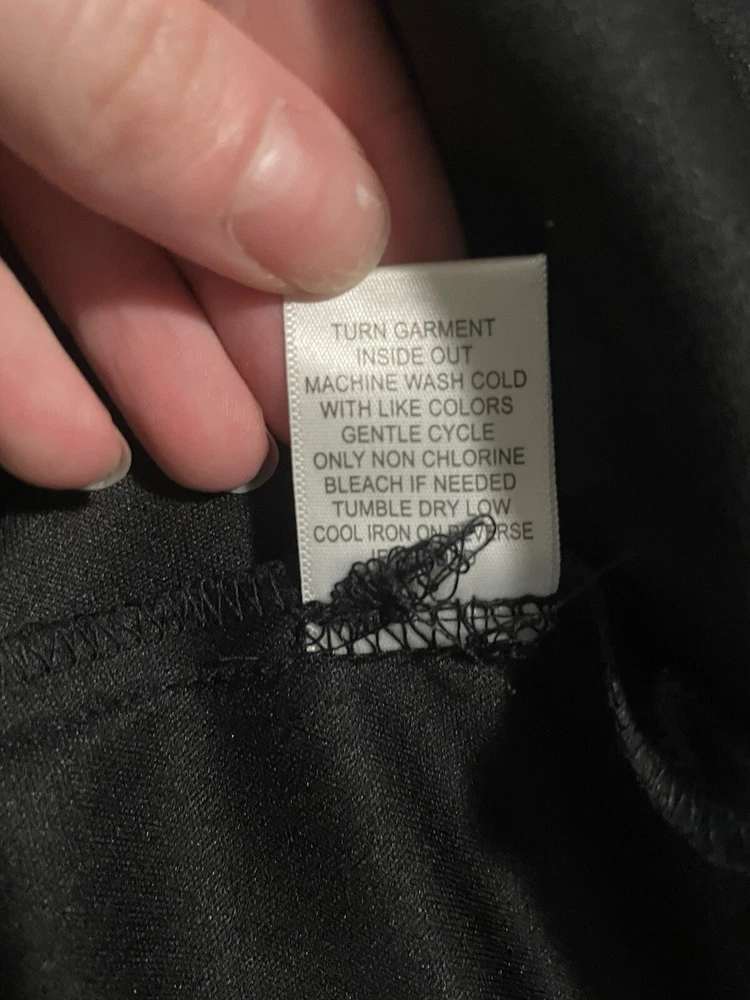 TURN GARMENT
INSIDE OUT
MACHINE WASH COLD
WITH LIKE COLORS
GENTLE CYCLE
ONLY NON CHLORINE
BLEACH IF NEEDED
TUMBLE DRY LOW
COOL IRON ON REVERSE